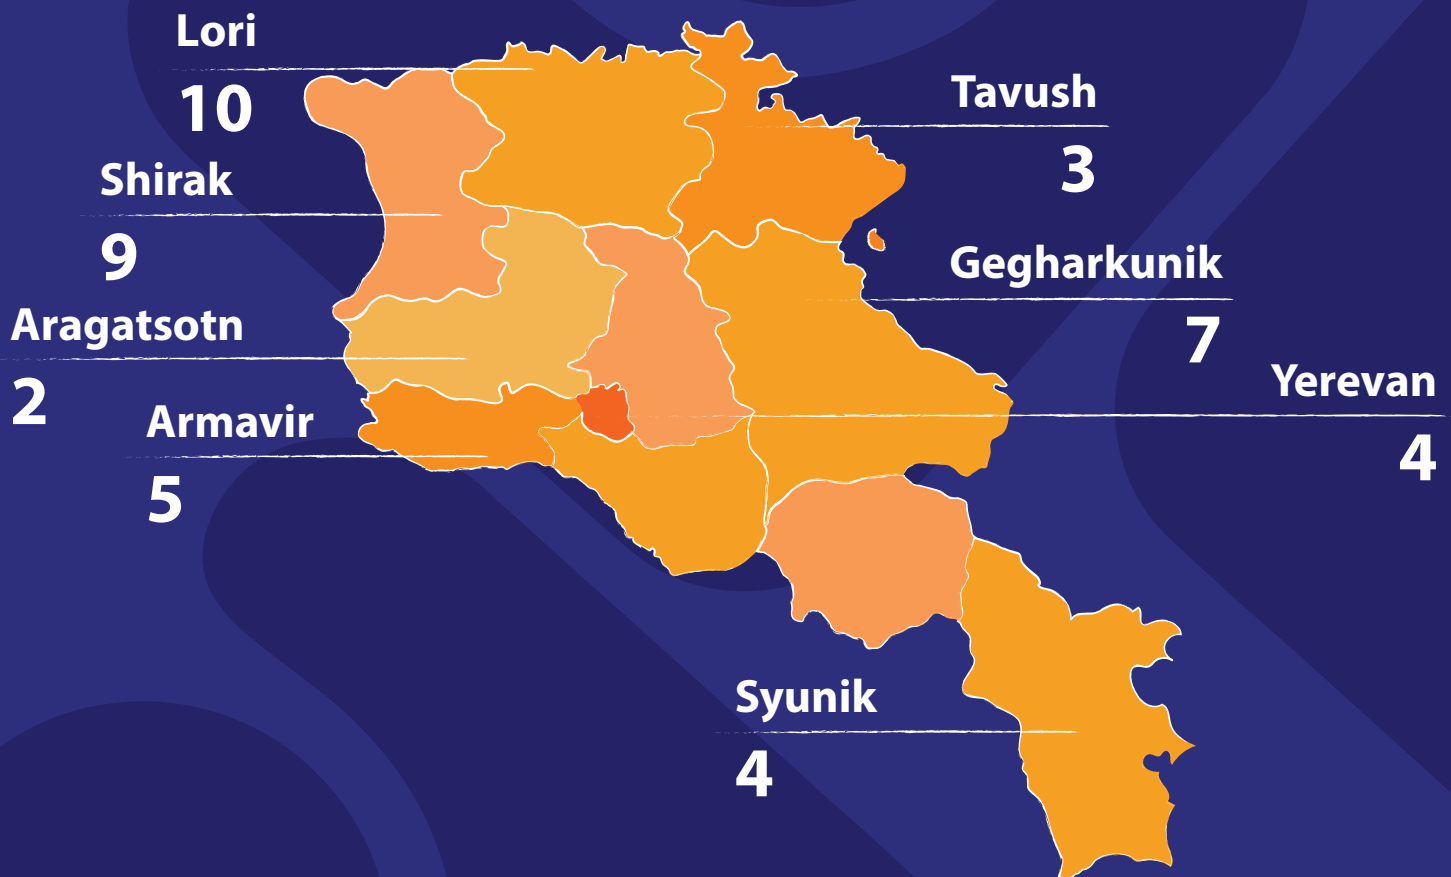 Lori
10
Shirak
9
Aragatsotn
2
Armavir
5
Tavush
3
Gegharkunik
7
Yerevan
4
Syunik
4